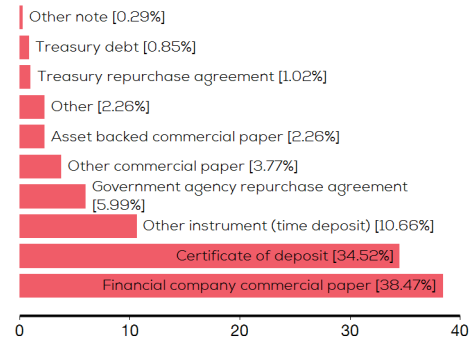 Other note [0.29%]
Treasury debt [0.85%]
Treasury repurchase agreement [1.02%]
Other [2.26%]
Asset backed commercial paper [2.26%]
Other commercial paper [3.77%]
Government agency repurchase agreement
[5.99%]
Other instrument (time deposit) [10.66%]
Certificate of deposit [34.52%]
Financial company commercial paper [38.47%]
0 10 20 30 40